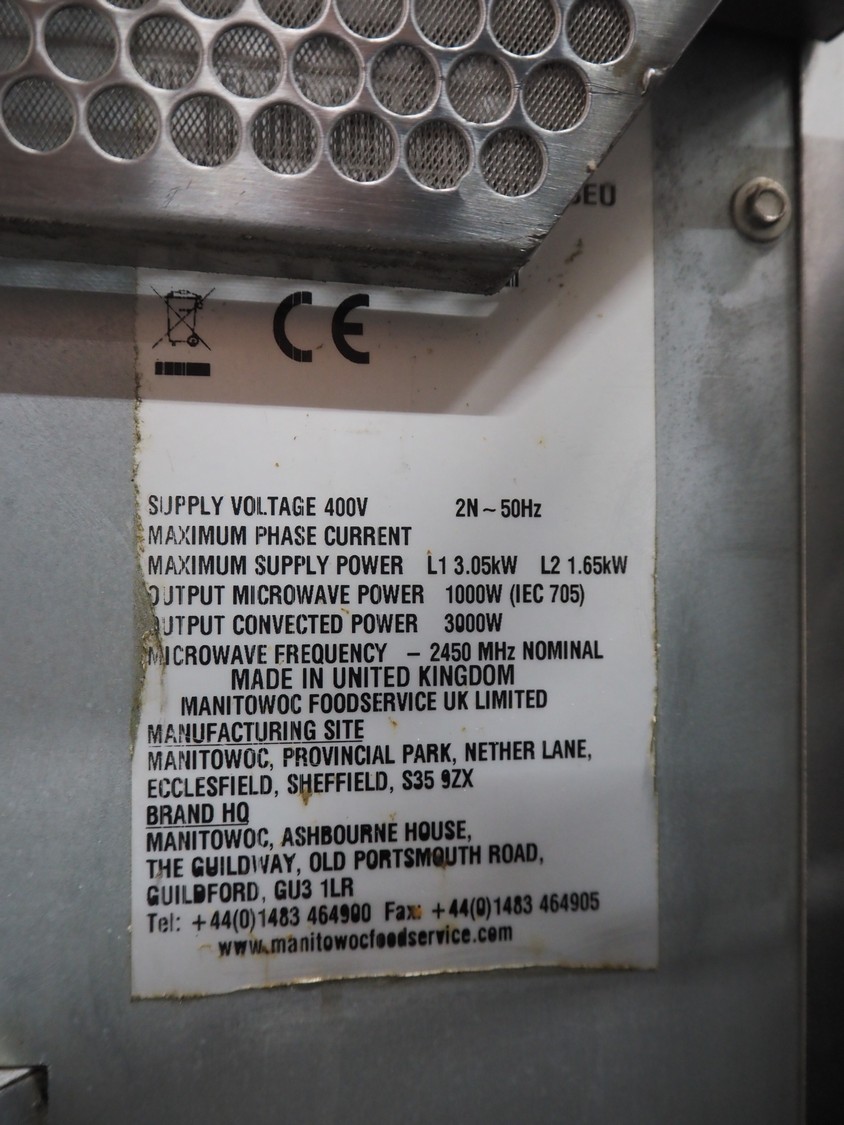 CE
SUPPLY VOLTAGE 400V 2N ~ 50Hz
MAXIMUM PHASE CURRENT
MAXIMUM SUPPLY POWER L1 3.05kW L2 1.65kW
OUTPUT MICROWAVE POWER 1000W (IEC 705)
OUTPUT CONVECTED POWER 3000W
MICROWAVE FREQUENCY – 2450 MHz NOMINAL
MADE IN UNITED KINGDOM
MANITOWOC FOODSERVICE UK LIMITED
MANUFACTURING SITE
MANITOWOC, PROVINCIAL PARK, NETHER LANE,
ECCLESFIELD, SHEFFIELD, S35 9ZX
BRAND HQ
MANITOWOC, ASHBOURNE HOUSE,
THE GUILDWAY, OLD PORTSMOUTH ROAD,
GUILDFORD, GU3 1LR
Tel: +44(0)1483 464900 Fax: +44(0)1483 464905
www.manitowocfoodservice.com